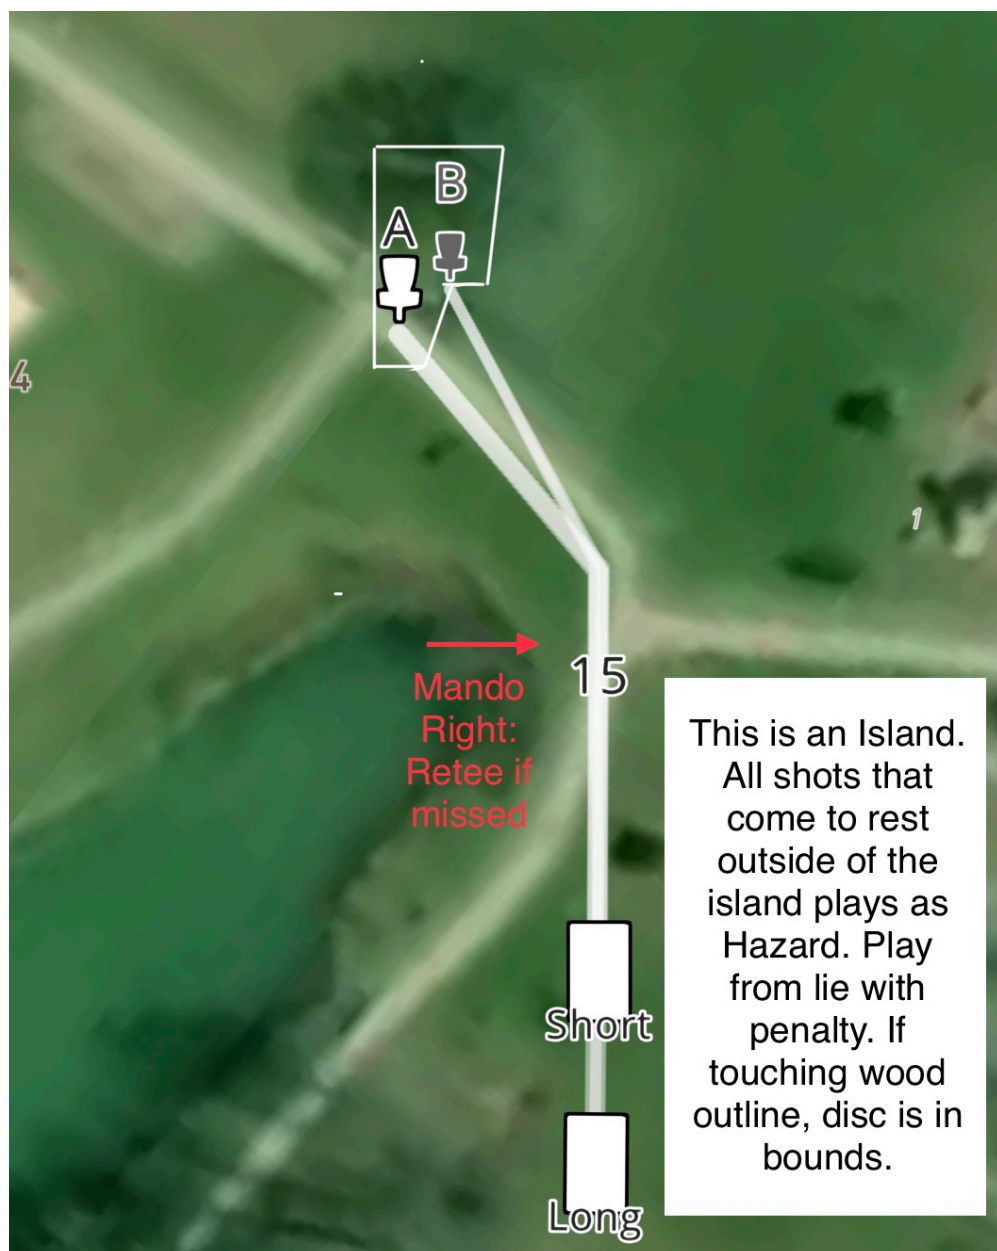 B
A
4
1
15
Mando
Right:
Retee if
missed
This is an Island.
All shots that
come to rest
outside of the
island plays as
Hazard. Play
from lie with
penalty. If
touching wood
outline, disc is in
bounds.
Short
Long